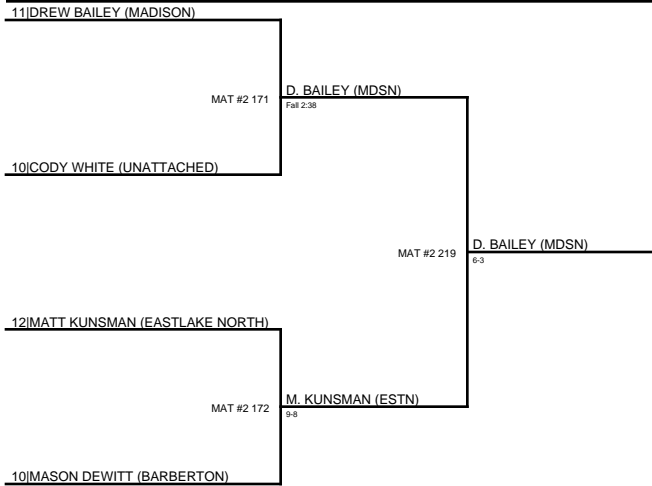 11|DREW BAILEY (MADISON)
D. BAILEY (MDSN)
MAT #2 171
Fall 2:38
10|CODY WHITE (UNATTACHED)
D. BAILEY (MDSN)
MAT #2 219
6-3
12|MATT KUNSMAN (EASTLAKE NORTH)
M. KUNSMAN (ESTN)
MAT #2 172
9-8
10|MASON DEWITT (BARBERTON)